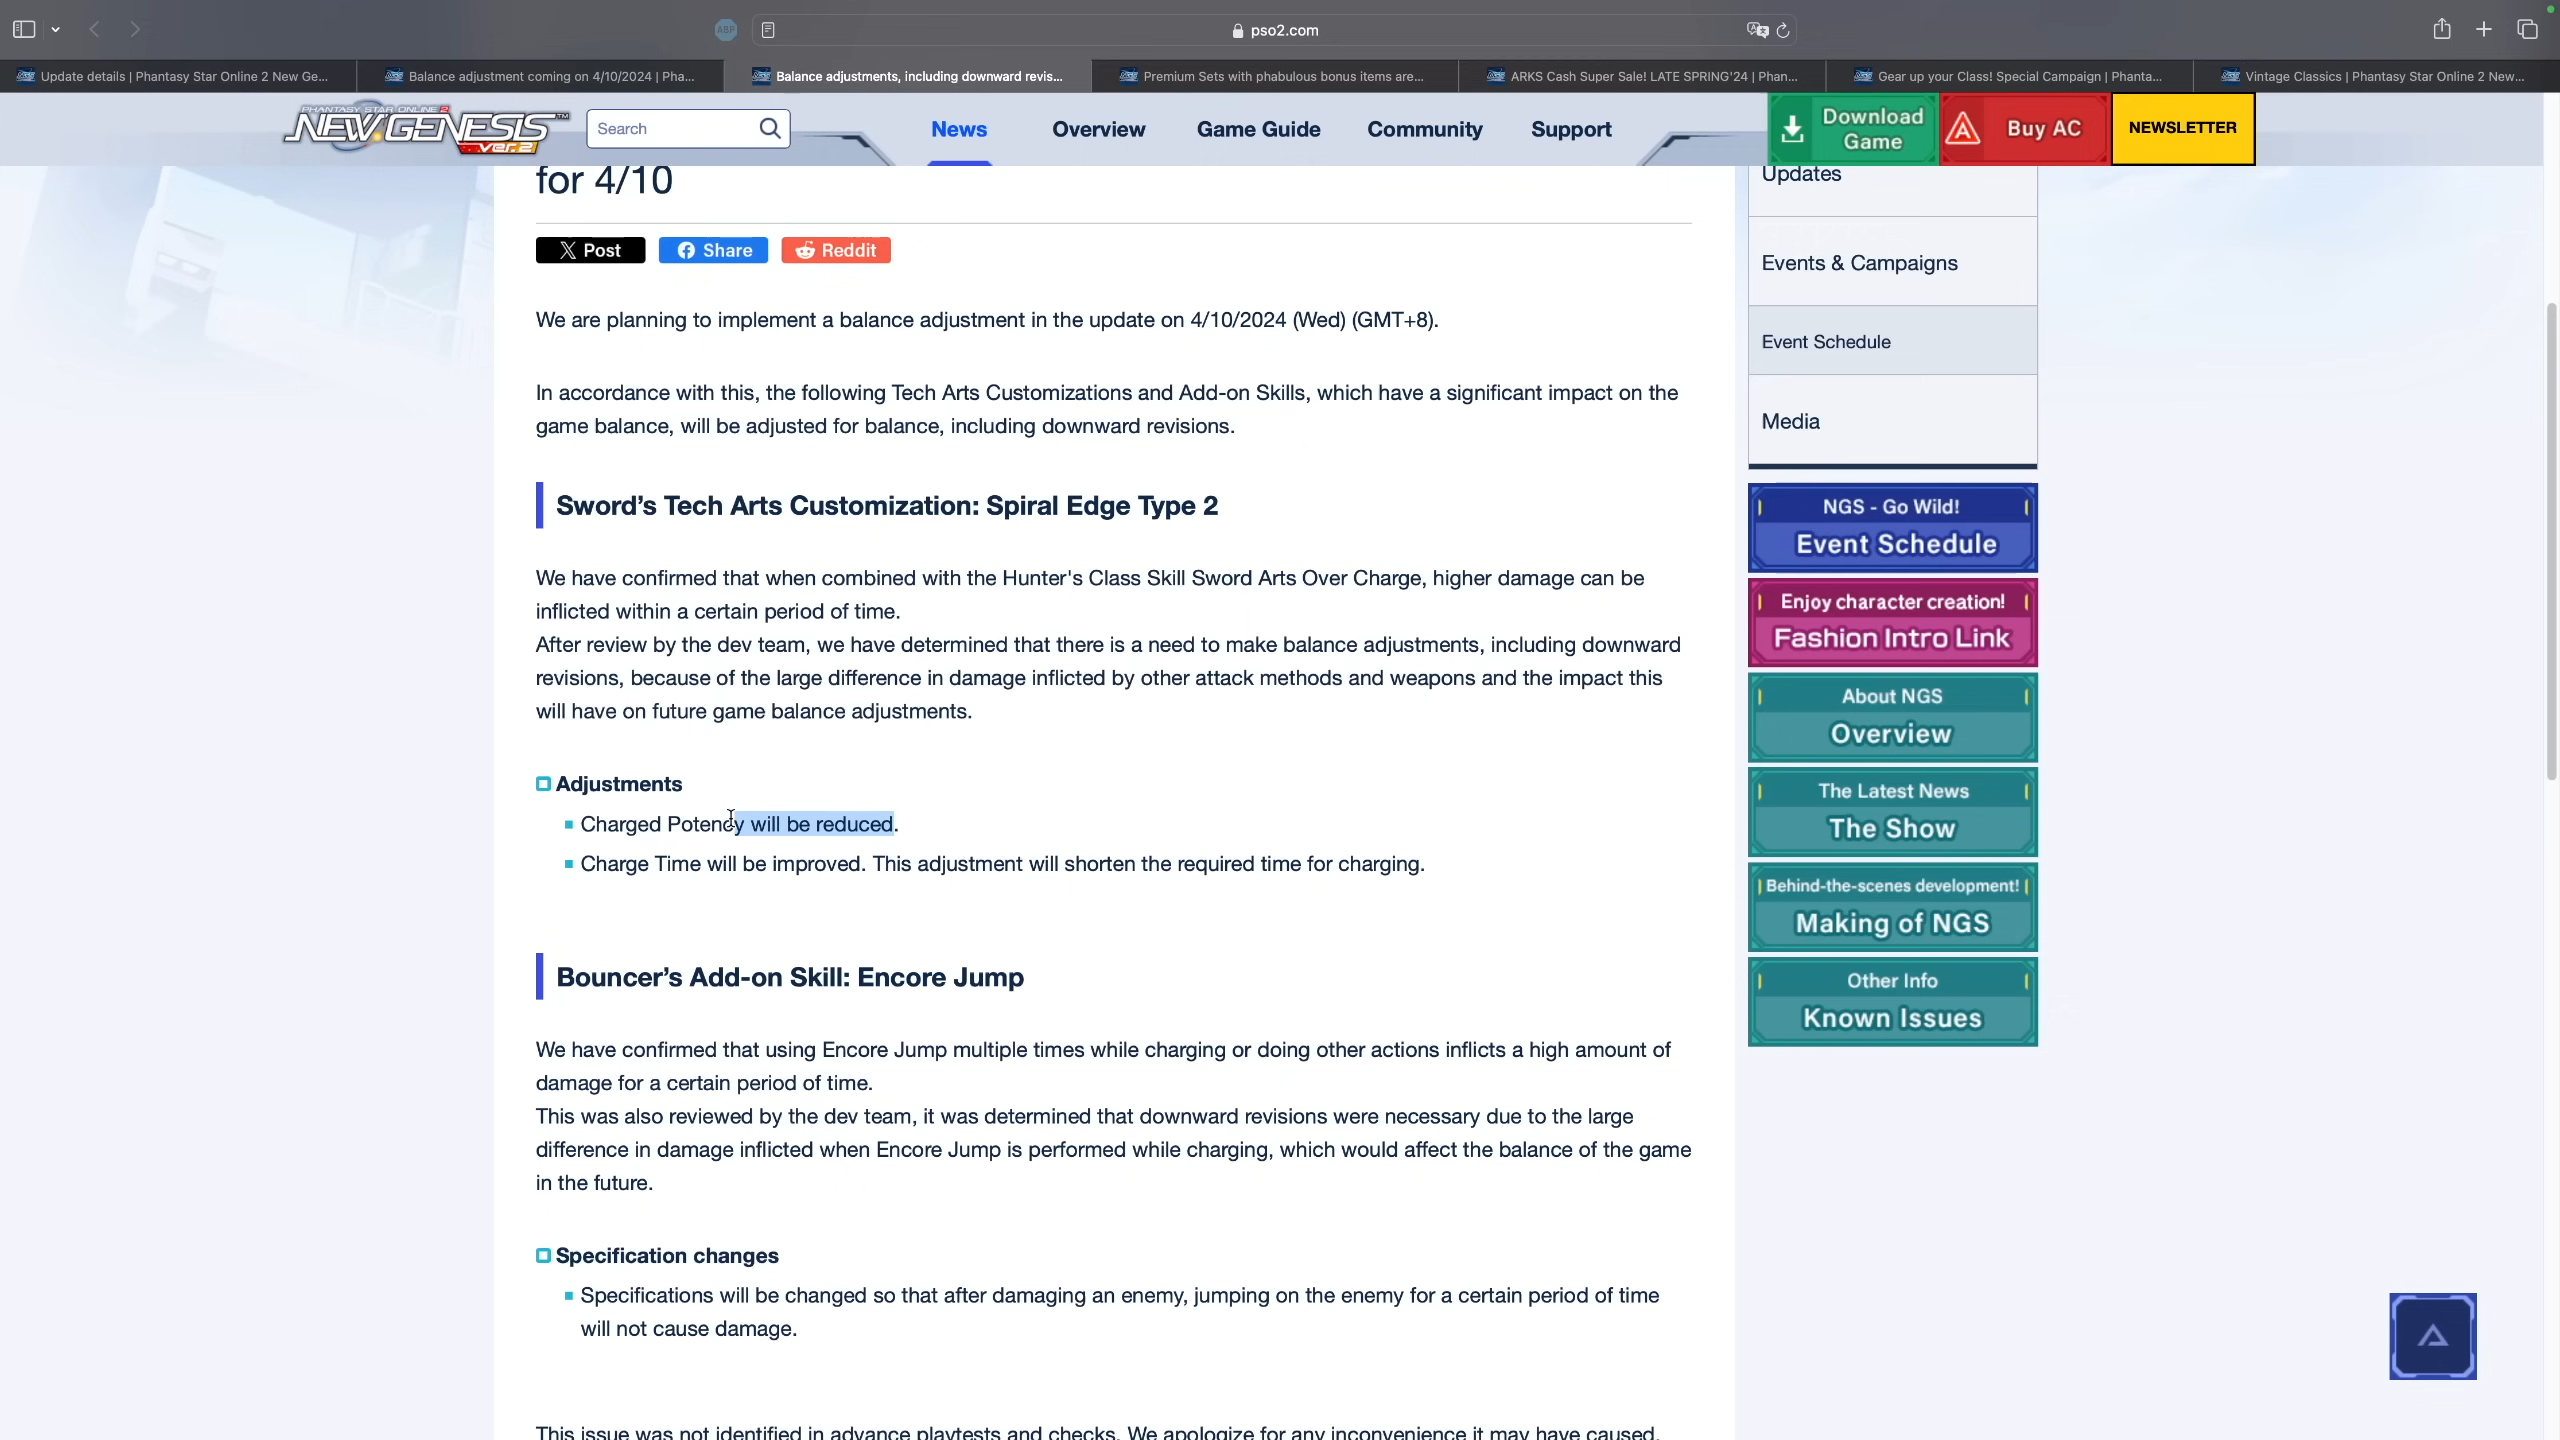 ABP
pso2.com
Update details | Phantasy Star Online 2 New Ge...
Balance adjustment coming on 4/10/2024 | Pha...
Balance adjustments, including downward revis...
Premium Sets with phabulous bonus items are...
ARKS Cash Super Sale! LATE SPRING'24 | Phan...
Gear up your Class! Special Campaign | Phanta...
Vintage Classics | Phantasy Star Online 2 New...
PHANTASY STAR ONLINE 2
NEW GENESIS™
ver.2
Search
News
Overview
Game Guide
Community
Support
Download
Game
Buy AC
NEWSLETTER
for 4/10
Post
Share
Reddit
We are planning to implement a balance adjustment in the update on 4/10/2024 (Wed) (GMT+8).
In accordance with this, the following Tech Arts Customizations and Add-on Skills, which have a significant impact on the
game balance, will be adjusted for balance, including downward revisions.
Sword’s Tech Arts Customization: Spiral Edge Type 2
We have confirmed that when combined with the Hunter's Class Skill Sword Arts Over Charge, higher damage can be
inflicted within a certain period of time.
After review by the dev team, we have determined that there is a need to make balance adjustments, including downward
revisions, because of the large difference in damage inflicted by other attack methods and weapons and the impact this
will have on future game balance adjustments.
Adjustments
Charged Potency will be reduced.
Charge Time will be improved. This adjustment will shorten the required time for charging.
Bouncer’s Add-on Skill: Encore Jump
We have confirmed that using Encore Jump multiple times while charging or doing other actions inflicts a high amount of
damage for a certain period of time.
This was also reviewed by the dev team, it was determined that downward revisions were necessary due to the large
difference in damage inflicted when Encore Jump is performed while charging, which would affect the balance of the game
in the future.
Specification changes
Specifications will be changed so that after damaging an enemy, jumping on the enemy for a certain period of time
will not cause damage.
This issue was not identified in advance playtests and checks. We apologize for any inconvenience it may have caused.
Updates
Events & Campaigns
Event Schedule
Media
NGS - Go Wild!
Event Schedule
Enjoy character creation!
Fashion Intro Link
About NGS
Overview
The Latest News
The Show
Behind-the-scenes development!
Making of NGS
Other Info
Known Issues